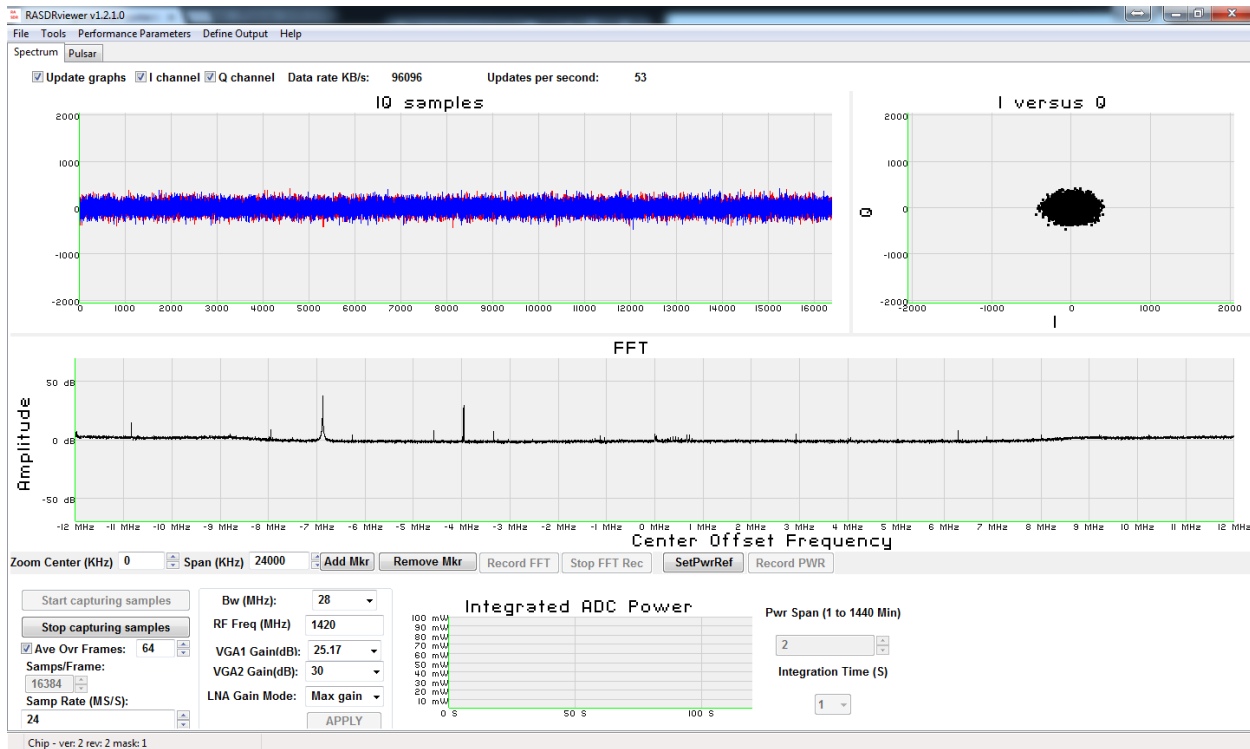 RASDRviewer v1.2.1.0
File Tools Performance Parameters Define Output Help
Spectrum Pulsar
Update graphs I channel Q channel Data rate KB/s: 96096 Updates per second: 53
IQ samples
2000
1000
0
-1000
-2000
0 1000 2000 3000 4000 5000 6000 7000 8000 9000 10000 11000 12000 13000 14000 15000 16000
I versus Q
2000
1000
0
-1000
-2000
Q
-2000 -1000 0 1000 2000
I
FFT
50 dB
0 dB
-50 dB
Amplitude
-12 MHz -11 MHz -10 MHz -9 MHz -8 MHz -7 MHz -6 MHz -5 MHz -4 MHz -3 MHz -2 MHz -1 MHz 0 MHz 1 MHz 2 MHz 3 MHz 4 MHz 5 MHz 6 MHz 7 MHz 8 MHz 9 MHz 10 MHz 11 MHz 12 MHz
Center Offset Frequency
Zoom Center (KHz) 0 Span (KHz) 24000 Add Mkr Remove Mkr Record FFT Stop FFT Rec SetPwrRef Record PWR
Start capturing samples
Stop capturing samples
Ave Ovr Frames: 64
Samps/Frame:
16384
Samp Rate (MS/S):
24
Bw (MHz): 28
RF Freq (MHz) 1420
VGA1 Gain(dB): 25.17
VGA2 Gain(dB): 30
LNA Gain Mode: Max gain
APPLY
Integrated ADC Power
100 mW
90 mW
80 mW
70 mW
60 mW
50 mW
40 mW
30 mW
20 mW
10 mW
0 S 50 S 100 S
Pwr Span (1 to 1440 Min)
2
Integration Time (S)
1
Chip - ver: 2 rev: 2 mask: 1